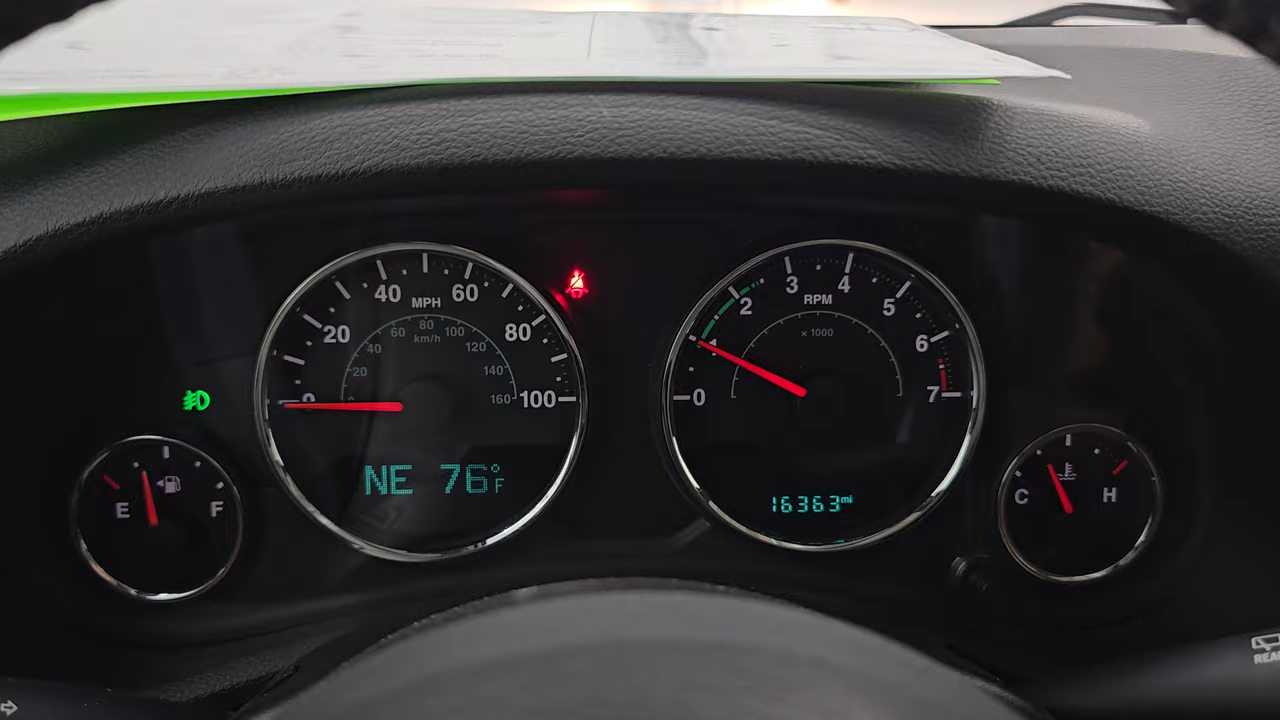 40 MPH 60
20 80
0 100
60 80 100
km/h
40 120
20 140
160
NE 76°F
E F
3 4
RPM
2 5
x 1000
1 6
0 7
16363 mi
C H